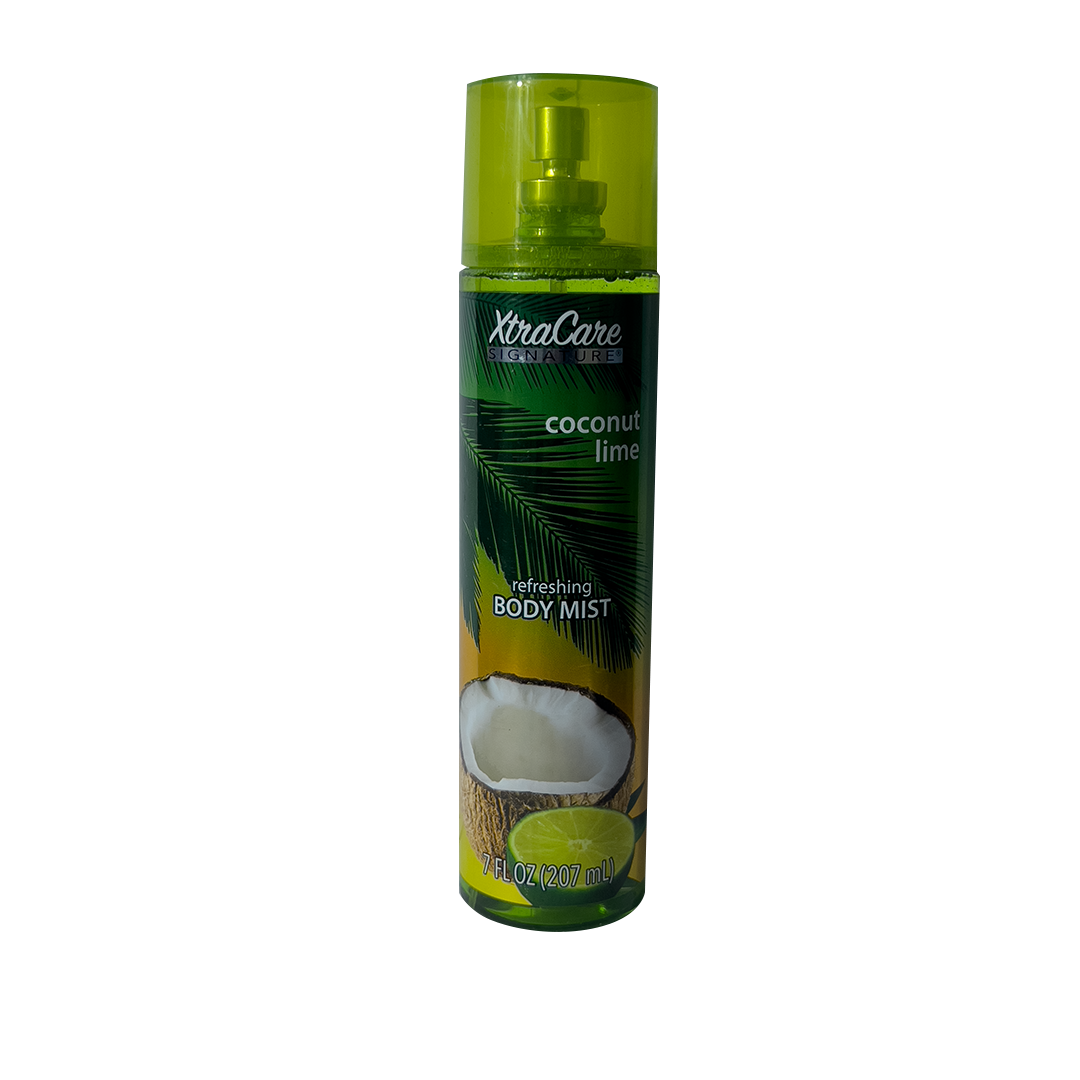 XtraCare
SIGNATURE®
coconut
lime
refreshing
BODY MIST
7 FL OZ (207 mL)